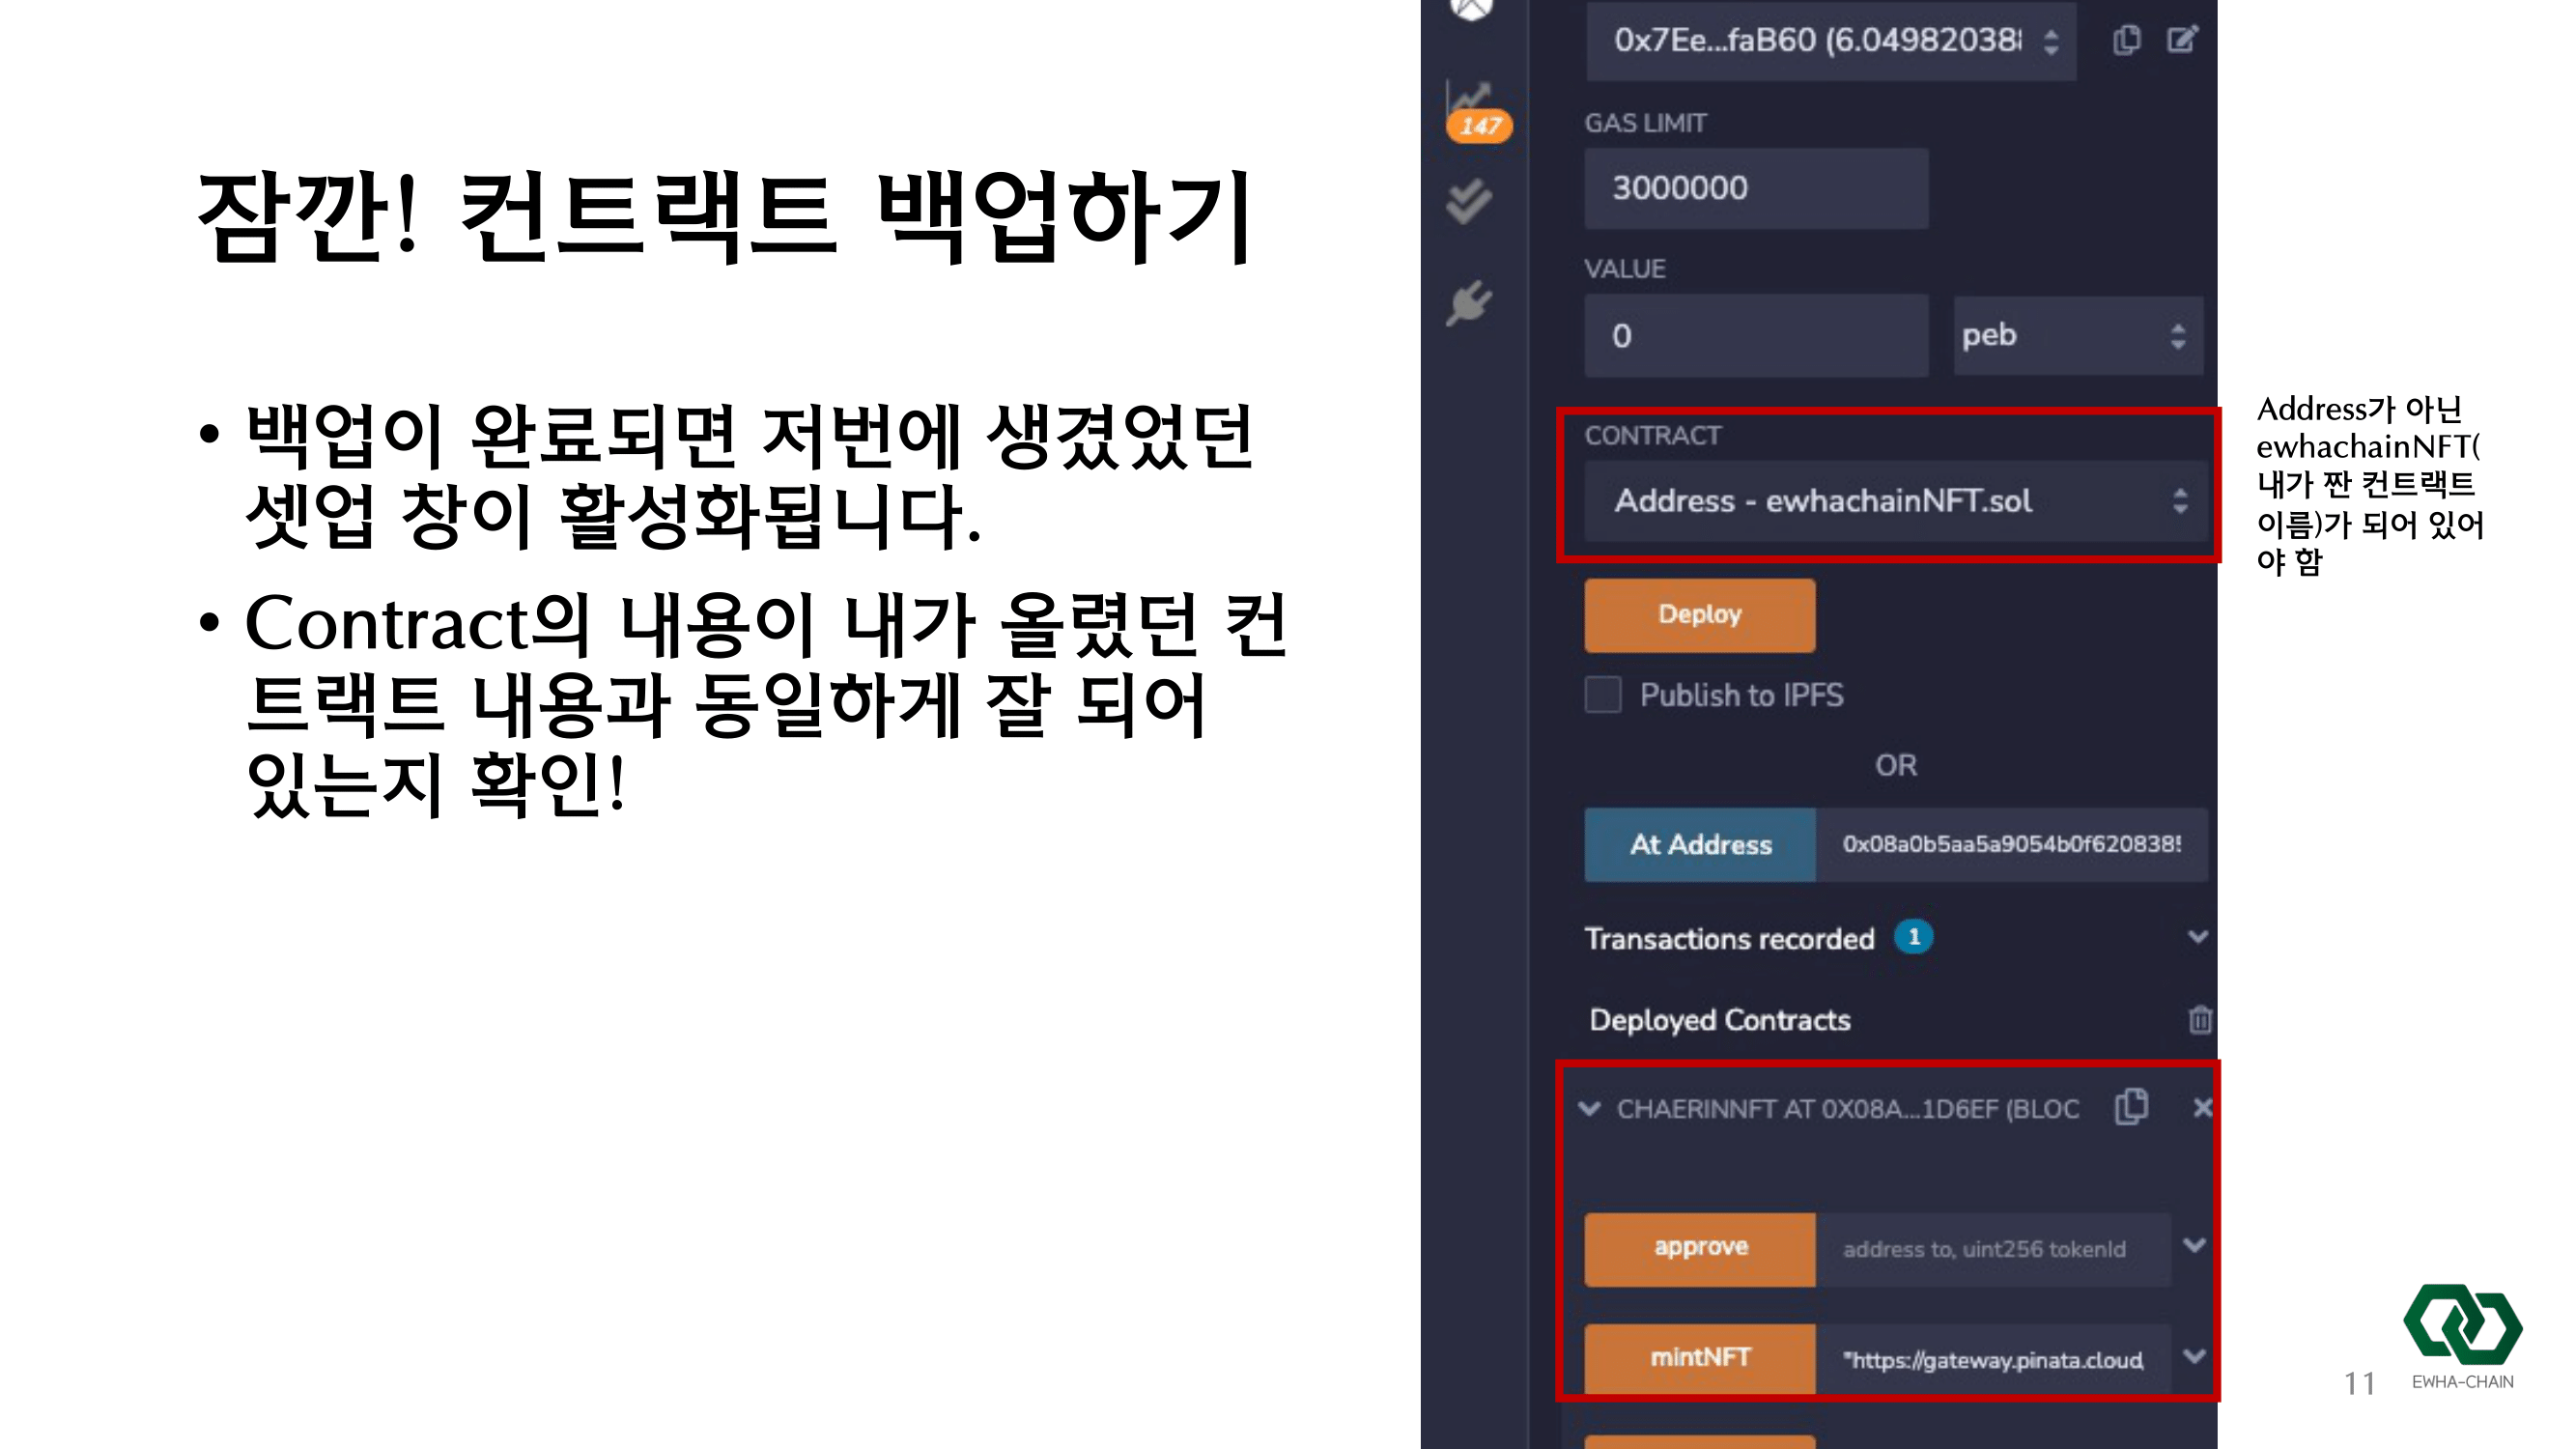 잠깐! 컨트랙트 백업하기
• 백업이 완료되면 저번에 생겼었던
셋업 창이 활성화됩니다.
• Contract의 내용이 내가 올렸던 컨
트랙트 내용과 동일하게 잘 되어
있는지 확인!
0x7Ee...faB60 (6.04982038
147
GAS LIMIT
3000000
VALUE
0
peb
CONTRACT
Address - ewhachainNFT.sol
Deploy
Publish to IPFS
OR
At Address
0x08a0b5aa5a9054b0f620838
Transactions recorded 1
Deployed Contracts
CHAERINNFT AT 0X08A...1D6EF (BLOC
approve
address to, uint256 tokenId
mintNFT
"https://gateway.pinata.cloud,
Address가 아닌
ewhachainNFT(
내가 짠 컨트랙트
이름)가 되어 있어
야 함
11
EWHA-CHAIN